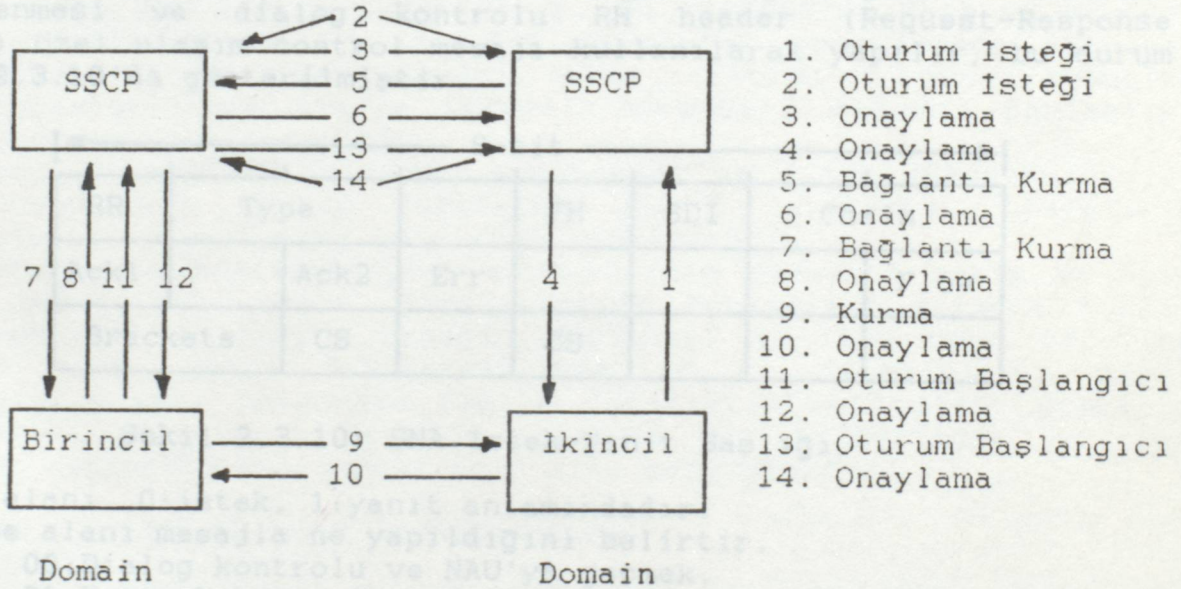 2
3
SSCP
SSCP
5
6
13
14
7 8 11 12
4
1
Birincil
9
10
İkincil
Domain
Domain
1. Oturum İsteği
2. Oturum İsteği
3. Onaylama
4. Onaylama
5. Bağlantı Kurma
6. Onaylama
7. Bağlantı Kurma
8. Onaylama
9. Kurma
10. Onaylama
11. Oturum Başlangıcı
12. Onaylama
13. Oturum Başlangıcı
14. Onaylama